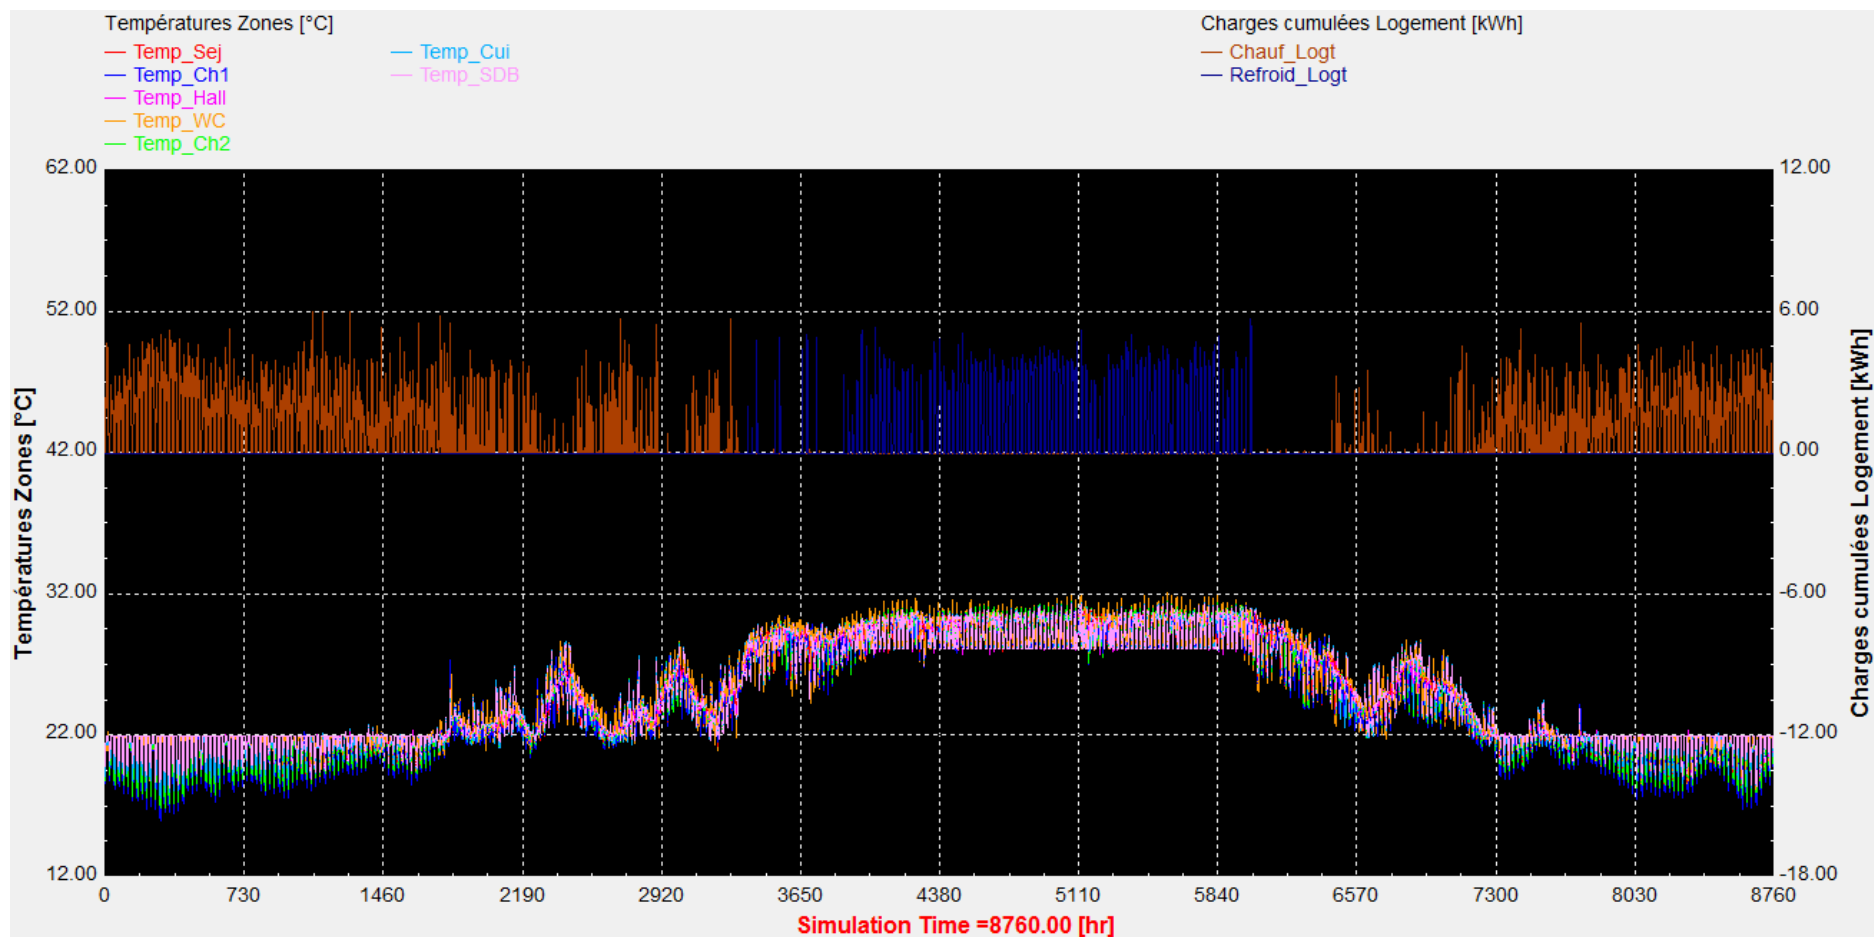 Températures Zones [°C]
Temp_Sej
Temp_Ch1
Temp_Hall
Temp_WC
Temp_Ch2
Temp_Cui
Temp_SDB
Charges cumulées Logement [kWh]
Chauf_Logt
Refroid_Logt
62.00
52.00
42.00
32.00
22.00
12.00
Températures Zones [°C]
12.00
6.00
0.00
-6.00
-12.00
-18.00
Charges cumulées Logement [kWh]
0 730 1460 2190 2920 3650 4380 5110 5840 6570 7300 8030 8760
Simulation Time =8760.00 [hr]